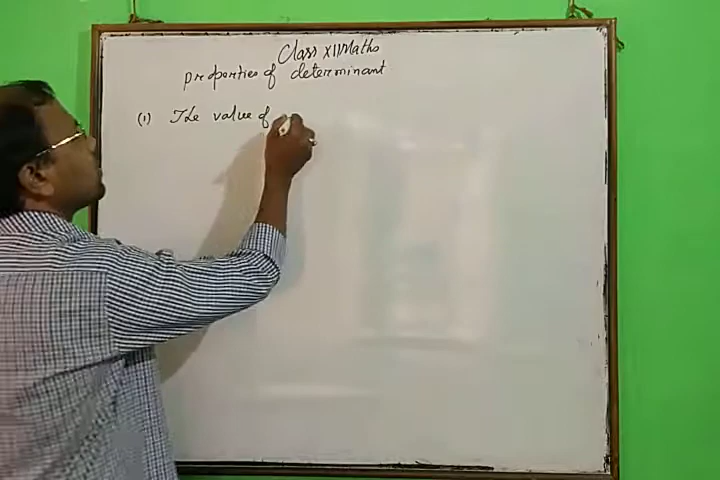 Class XII Maths
properties of determinant
(1) The value of